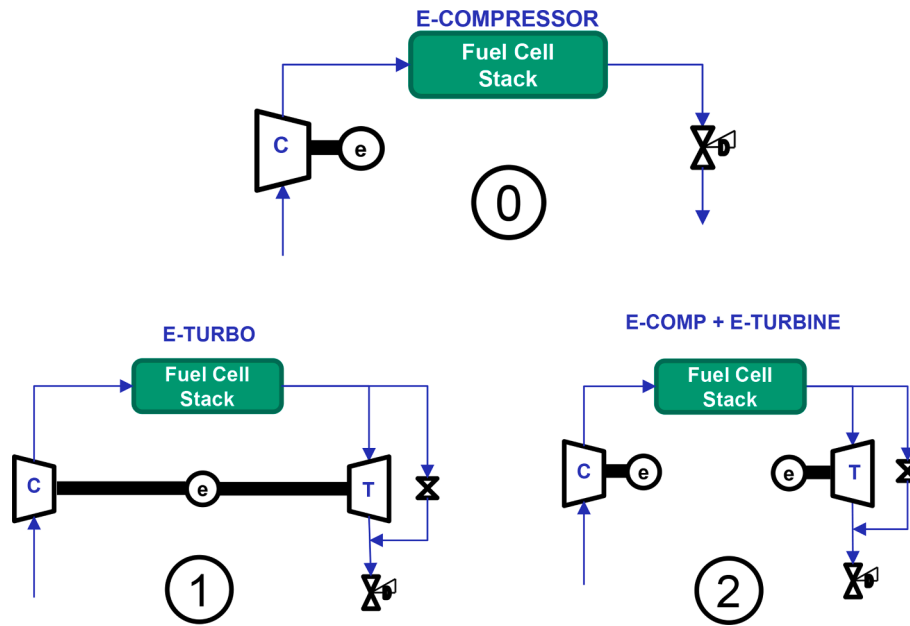 E-COMPRESSOR
Fuel Cell
Stack
C
e
D
0
E-TURBO
Fuel Cell
Stack
C
e
T
D
1
E-COMP + E-TURBINE
Fuel Cell
Stack
C
e
e
T
D
2